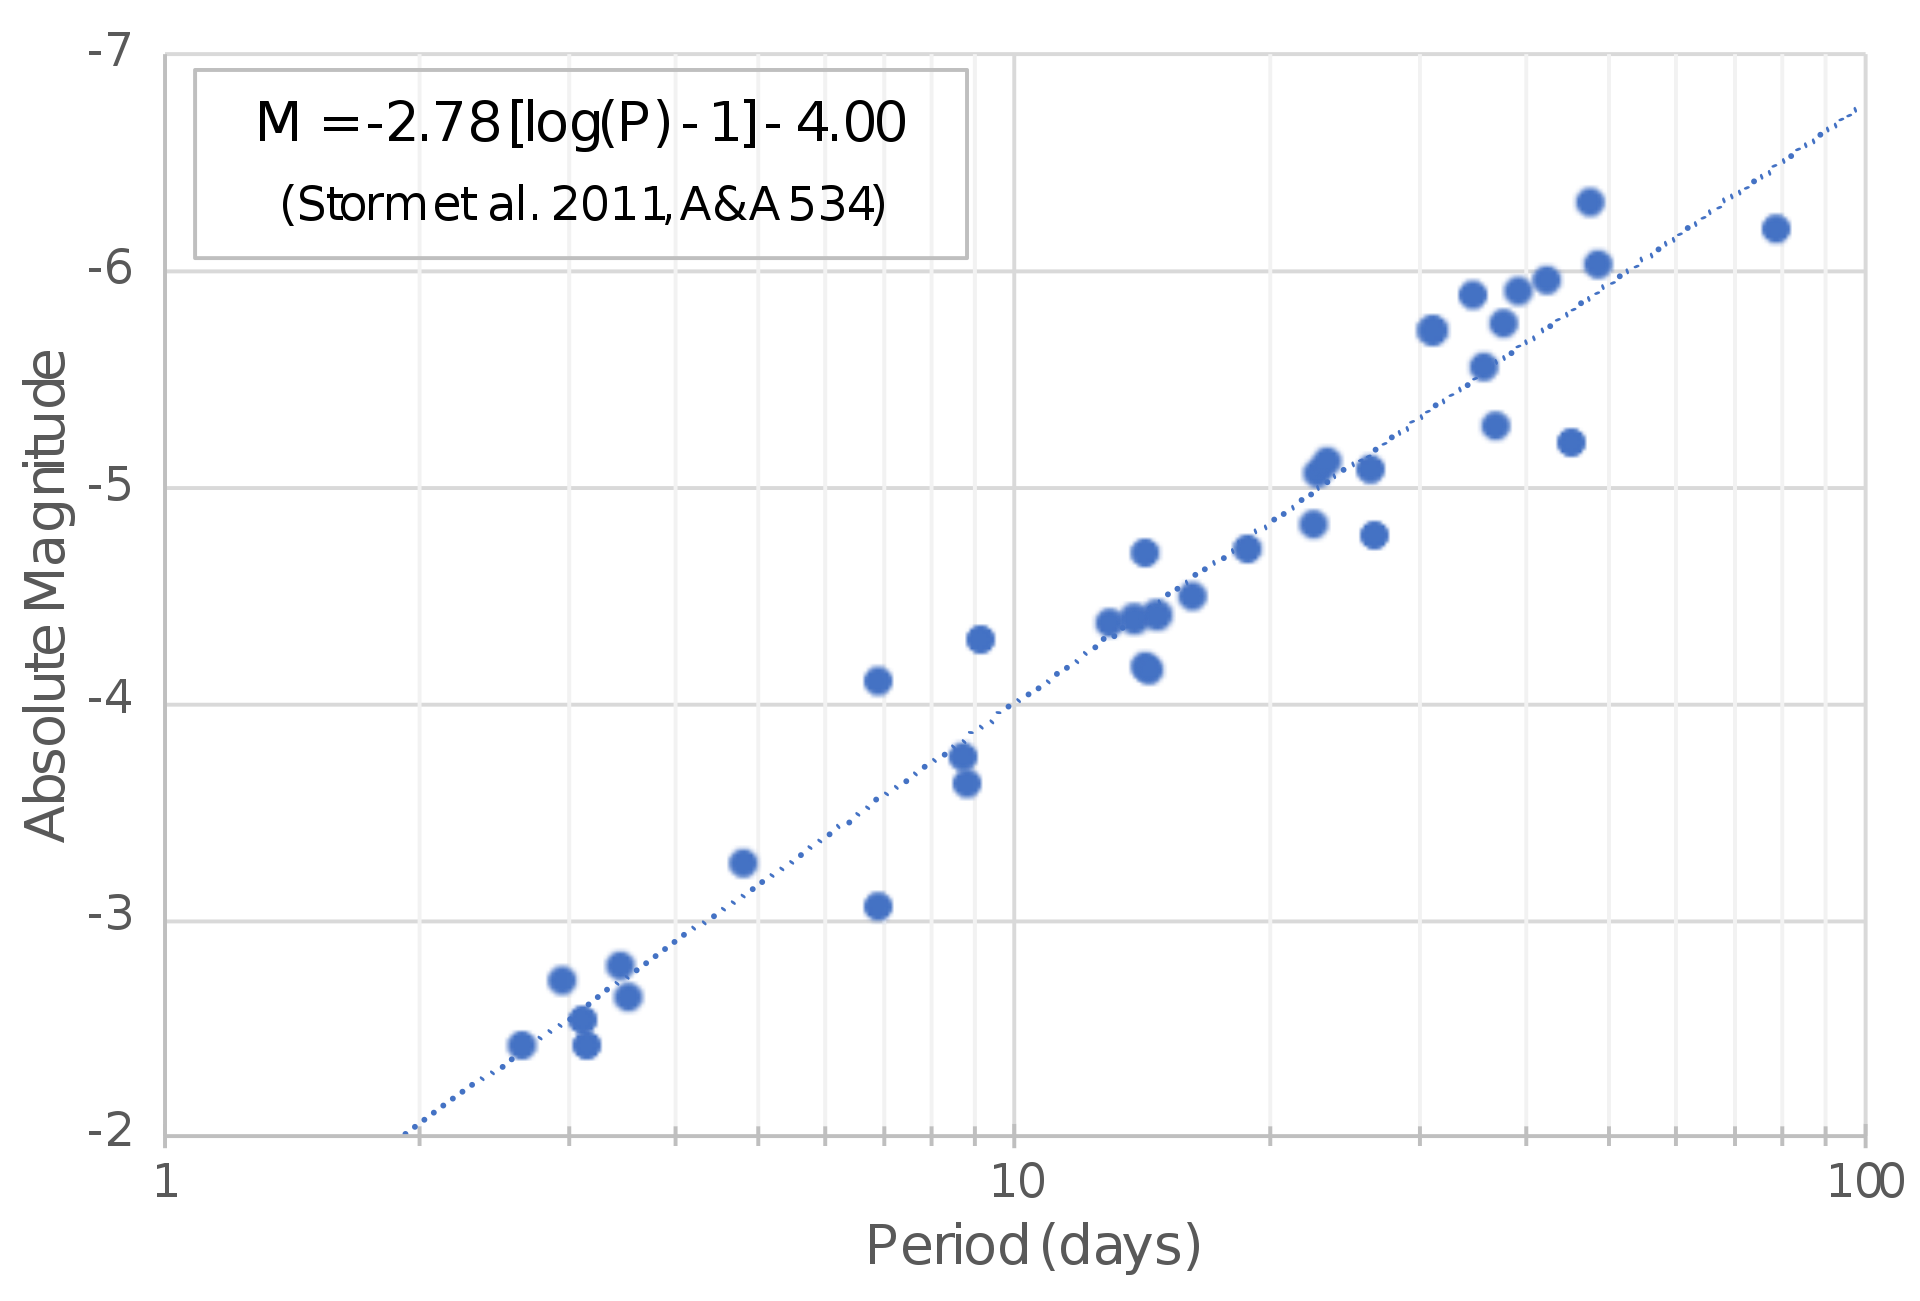 -7
M = -2.78 [log(P) - 1] - 4.00
(Storm et al. 2011, A&A 534)
-6
-5
-4
-3
-2
Absolute Magnitude
1 10 100
Period (days)